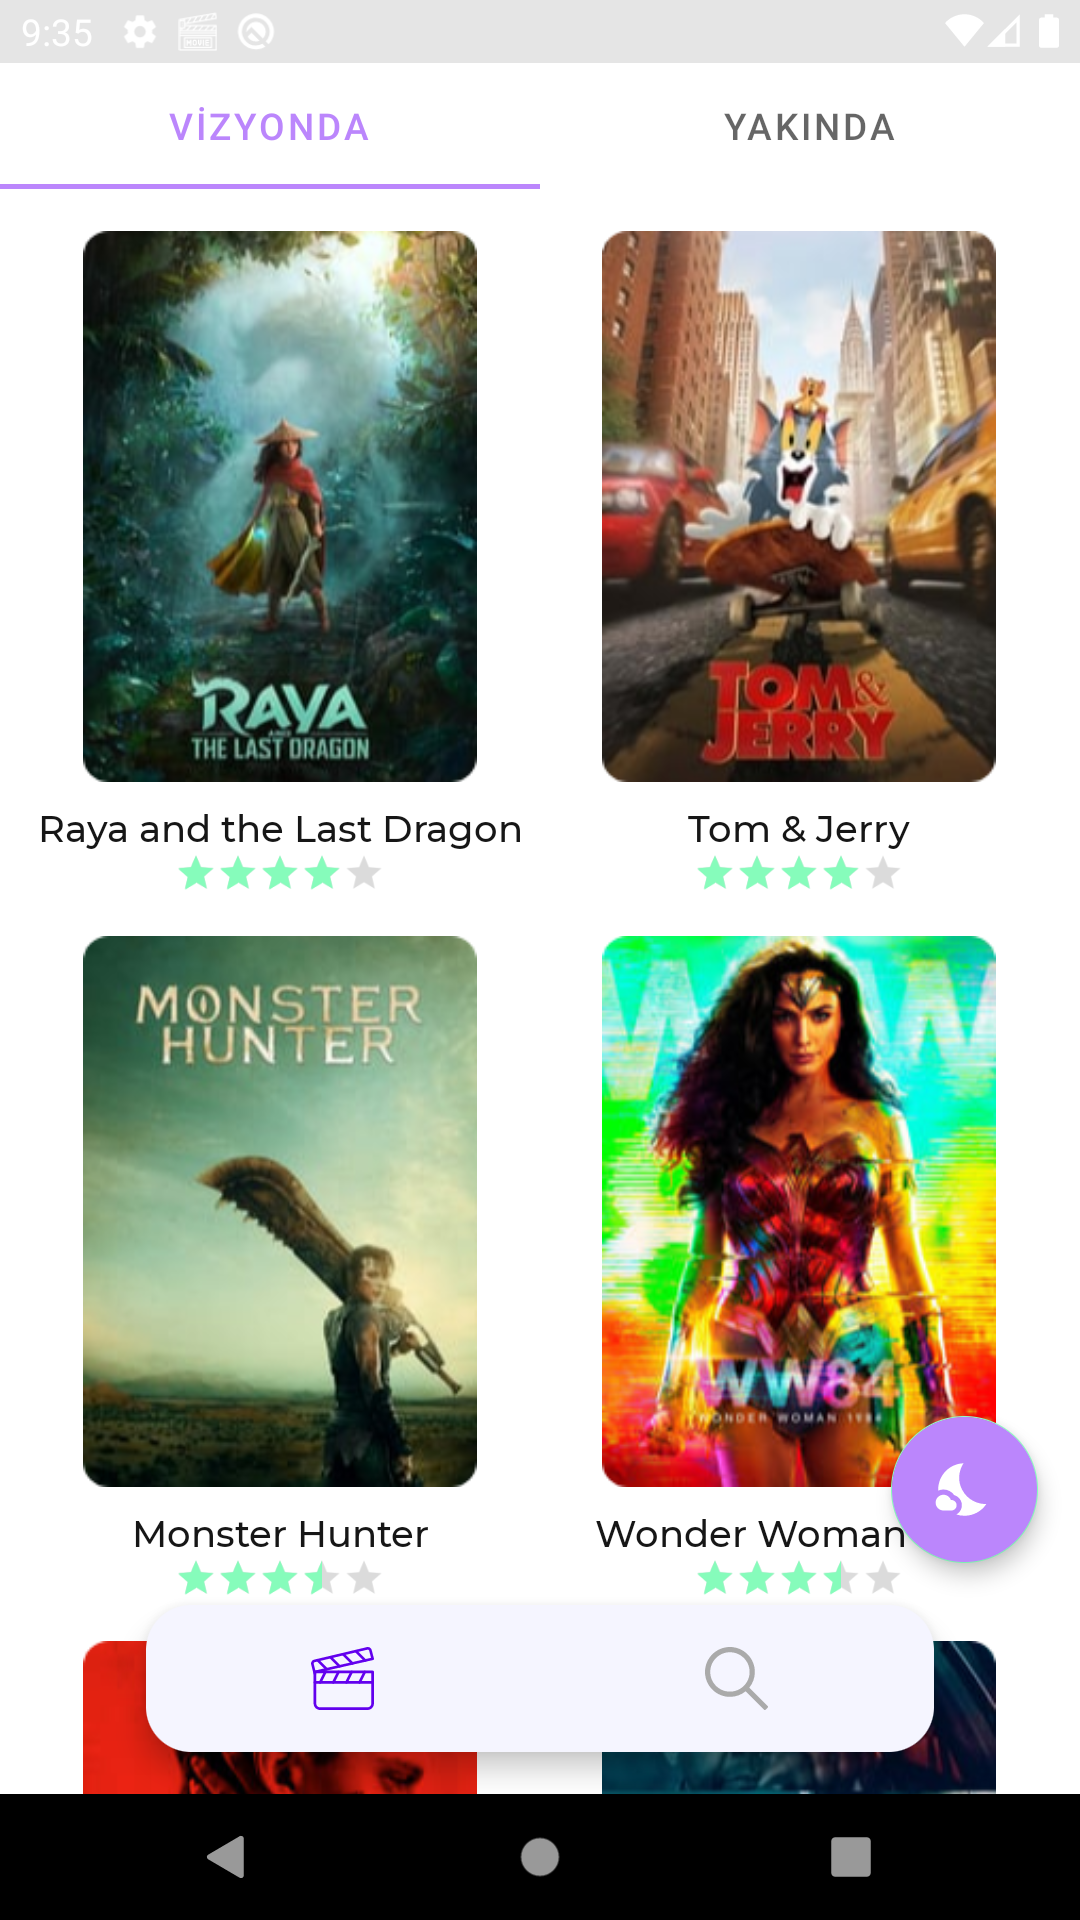 9:35
MOVIE
VİZYONDA
YAKINDA
RAYA
AND
THE LAST DRAGON
TOM &
JERRY
Raya and the Last Dragon
Tom & Jerry
MONSTER
HUNTER
WW84
WONDER WOMAN 1984
Monster Hunter
Wonder Woman